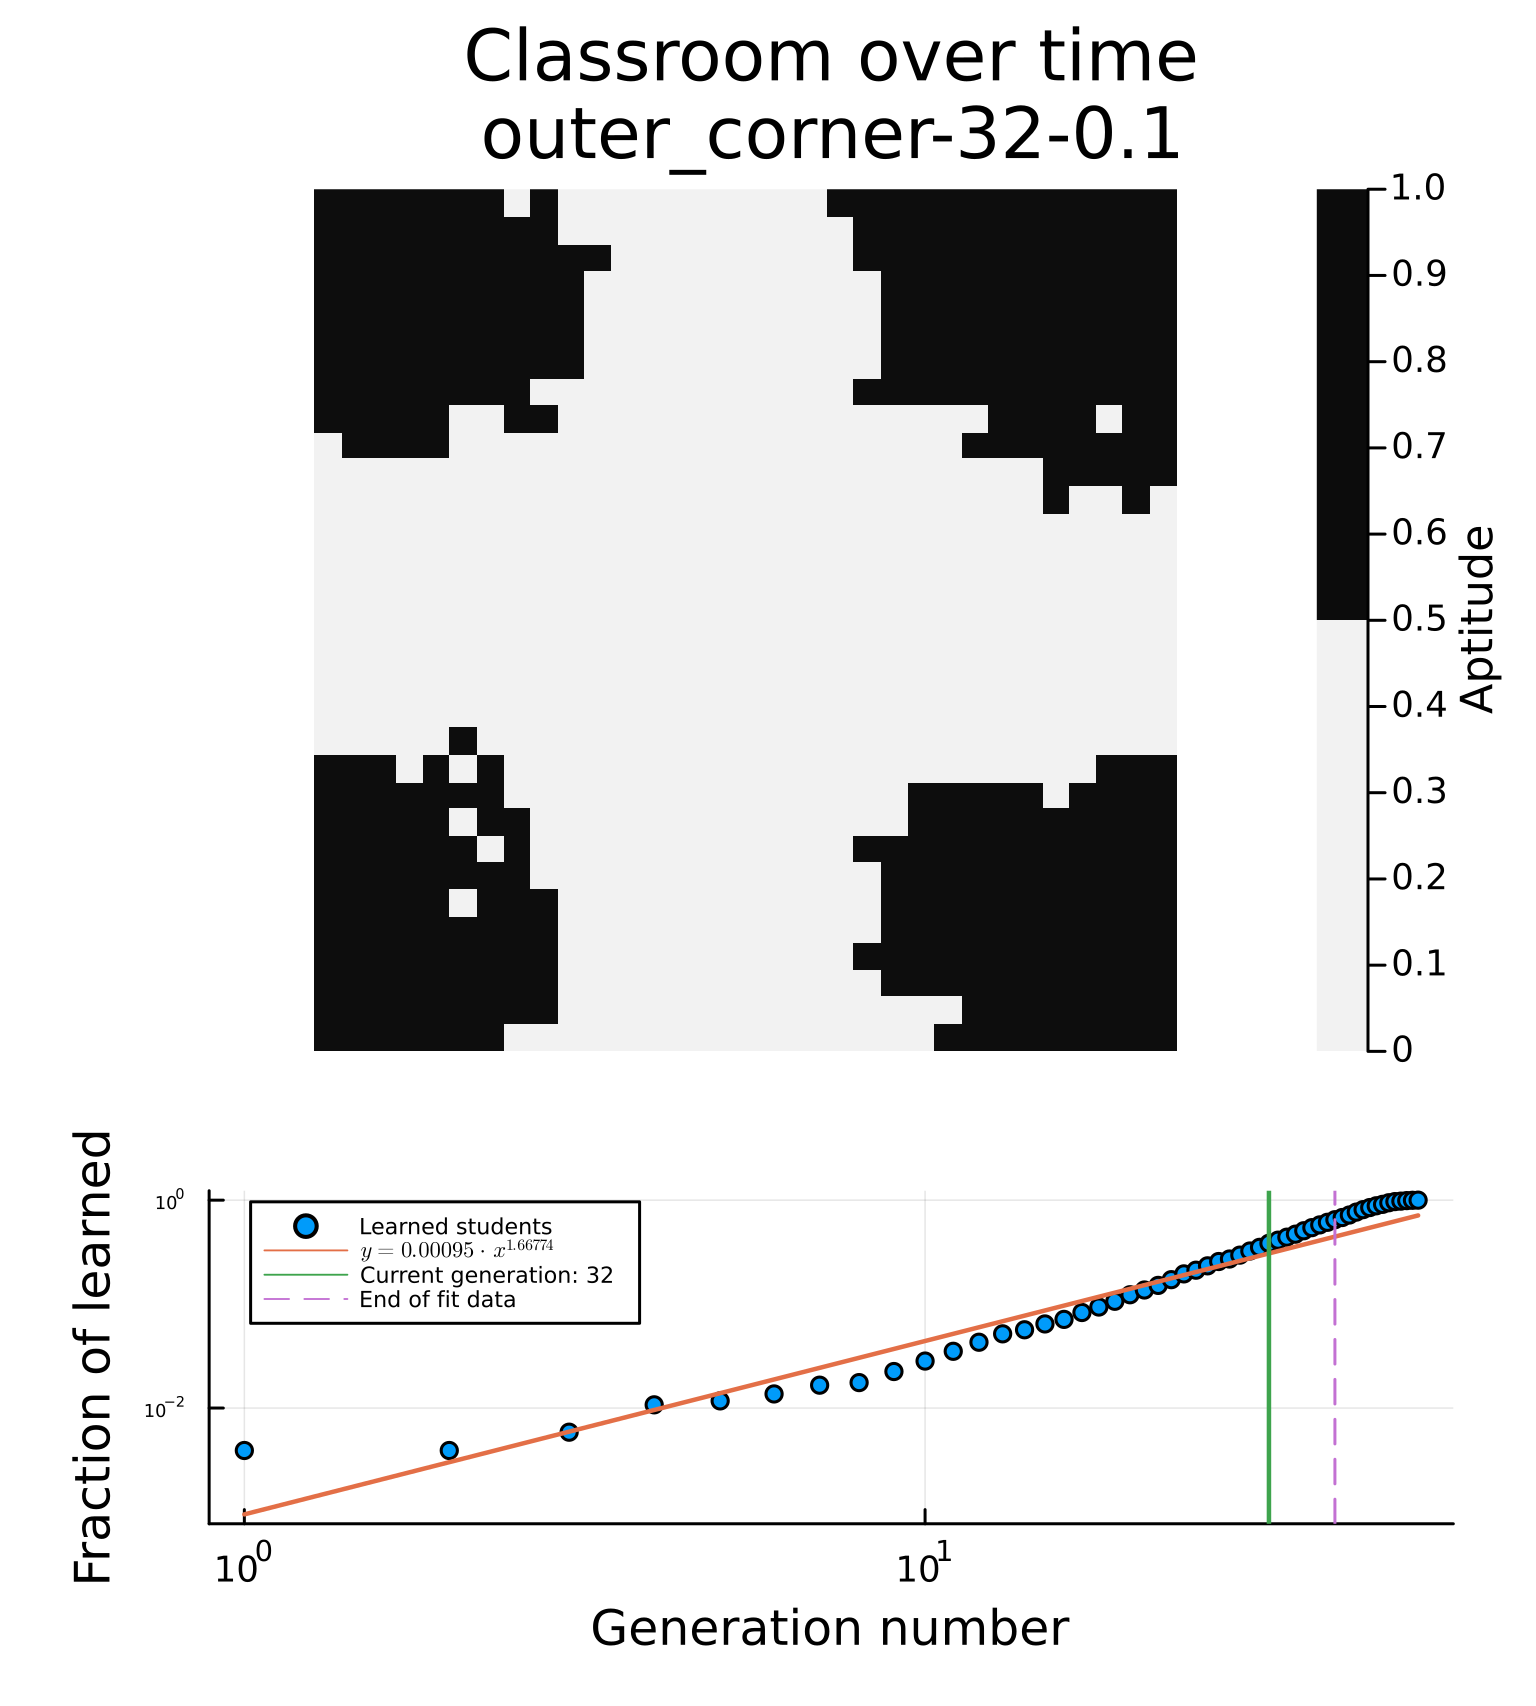 Classroom over time
outer_corner-32-0.1
1.0
0.9
0.8
0.7
0.6
0.5
0.4
0.3
0.2
0.1
0
Aptitude
Fraction of learned
10⁰
10⁻²
Learned students
y = 0.00095 · x^1.66774
Current generation: 32
End of fit data
10⁰
10¹
Generation number